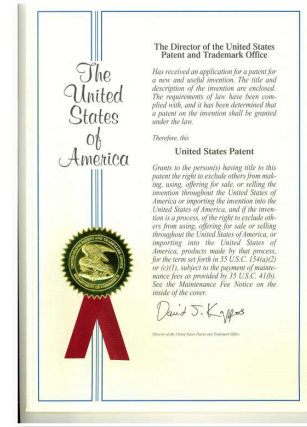 The
United
States
of
America
The Director of the United States
Patent and Trademark Office
Has received an application for a patent for
a new and useful invention. The title and
description of the invention are enclosed.
The requirements of law have been com-
plied with, and it has been determined that
a patent on the invention shall be granted
under the law.
Therefore, this
United States Patent
Grants to the person(s) having title to this
patent the right to exclude others from mak-
ing, using, offering for sale, or selling the
invention throughout the United States of
America or importing the invention into the
United States of America, and if the inven-
tion is a process, of the right to exclude oth-
ers from using, offering for sale or selling
throughout the United States of America, or
importing into the United States of
America, products made by that process,
for the term set forth in 35 U.S.C. 154(a)(2)
or (c)(1), subject to the payment of mainte-
nance fees as provided by 35 U.S.C. 41(b).
See the Maintenance Fee Notice on the
inside of the cover.
David J. Kappos
Director of the United States Patent and Trademark Office